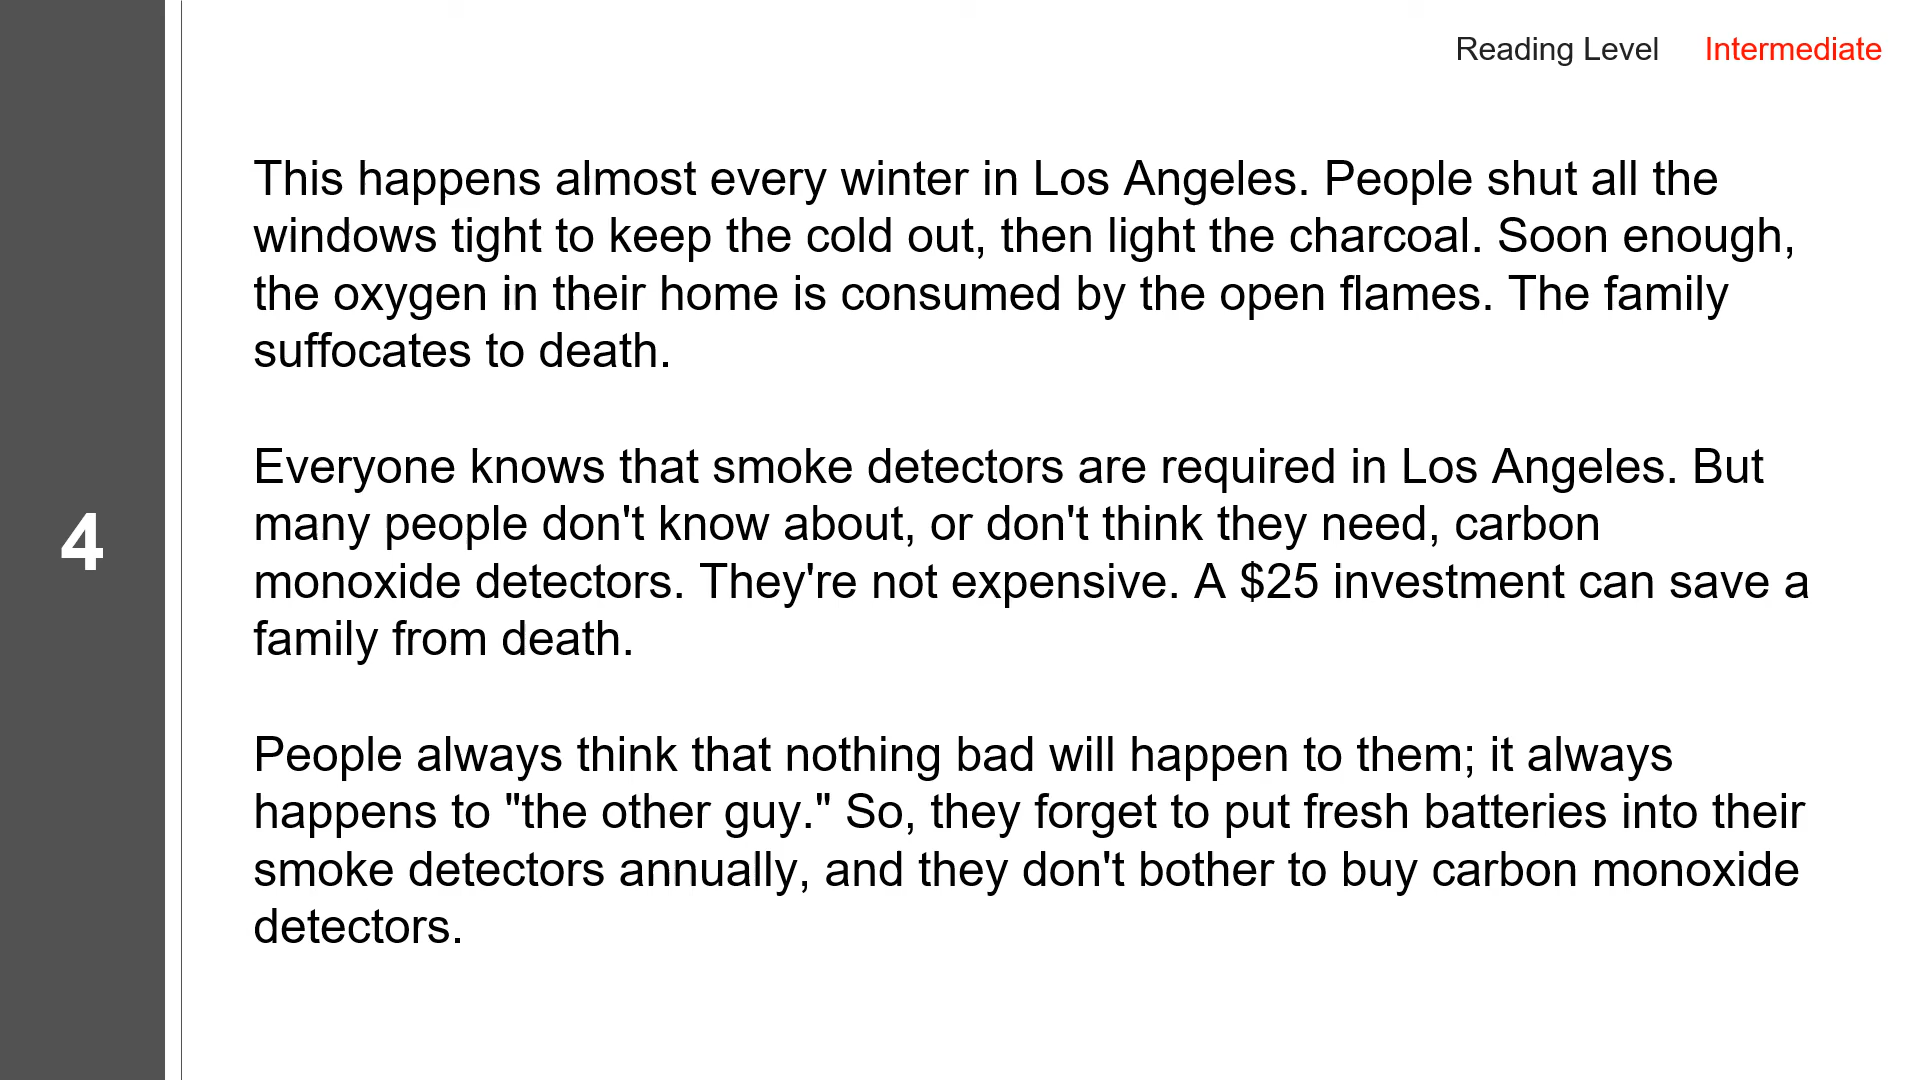 Reading Level Intermediate
This happens almost every winter in Los Angeles. People shut all the
windows tight to keep the cold out, then light the charcoal. Soon enough,
the oxygen in their home is consumed by the open flames. The family
suffocates to death.
Everyone knows that smoke detectors are required in Los Angeles. But
many people don't know about, or don't think they need, carbon
monoxide detectors. They're not expensive. A $25 investment can save a
family from death.
4
People always think that nothing bad will happen to them; it always
happens to "the other guy." So, they forget to put fresh batteries into their
smoke detectors annually, and they don't bother to buy carbon monoxide
detectors.